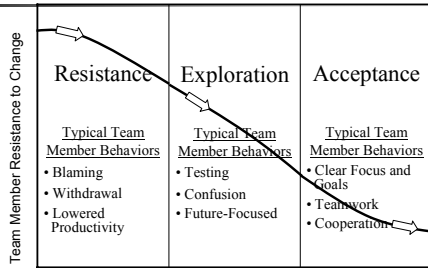 Team Member Resistance to Change
Resistance
Typical Team
Member Behaviors
• Blaming
• Withdrawal
• Lowered
Productivity
Exploration
Typical Team
Member Behaviors
• Testing
• Confusion
• Future-Focused
Acceptance
Typical Team
Member Behaviors
• Clear Focus and
Goals
• Teamwork
• Cooperation